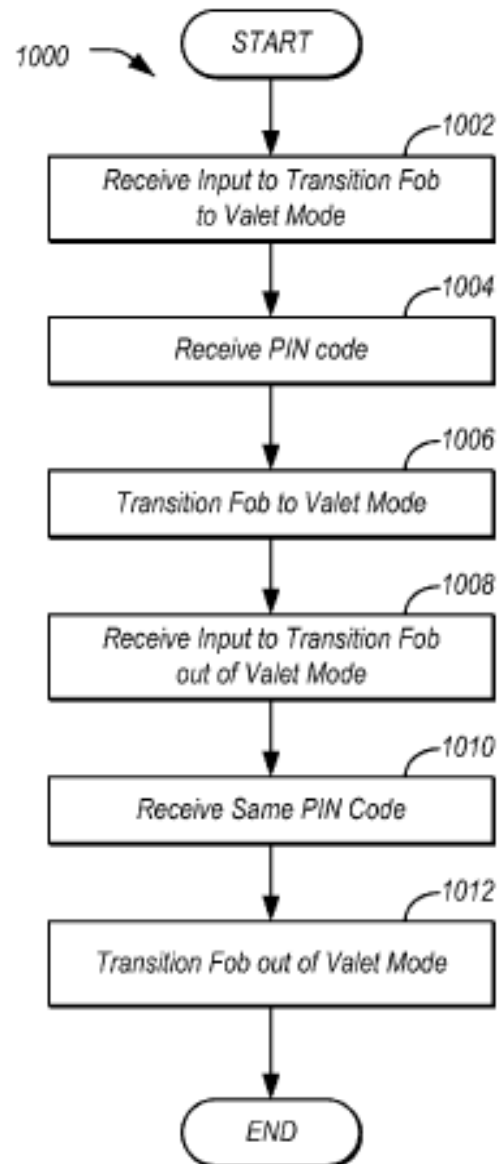 START
1000
1002
Receive Input to Transition Fob
to Valet Mode
1004
Receive PIN code
1006
Transition Fob to Valet Mode
1008
Receive Input to Transition Fob
out of Valet Mode
1010
Receive Same PIN Code
1012
Transition Fob out of Valet Mode
END